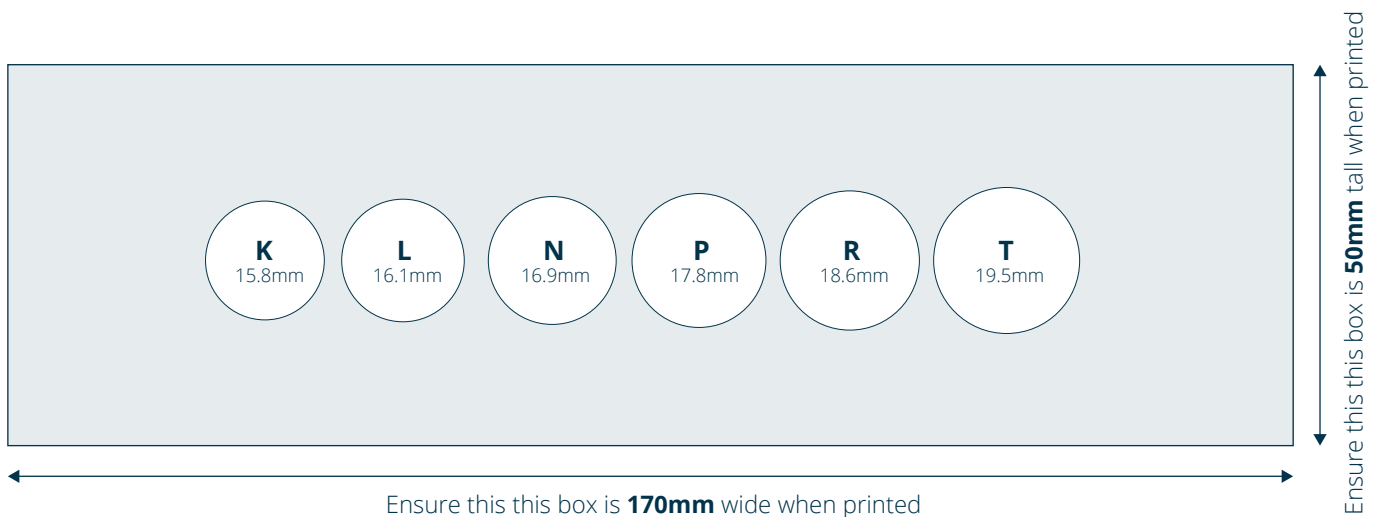 K
15.8mm
L
16.1mm
N
16.9mm
P
17.8mm
R
18.6mm
T
19.5mm
Ensure this this box is 50mm tall when printed
Ensure this this box is 170mm wide when printed